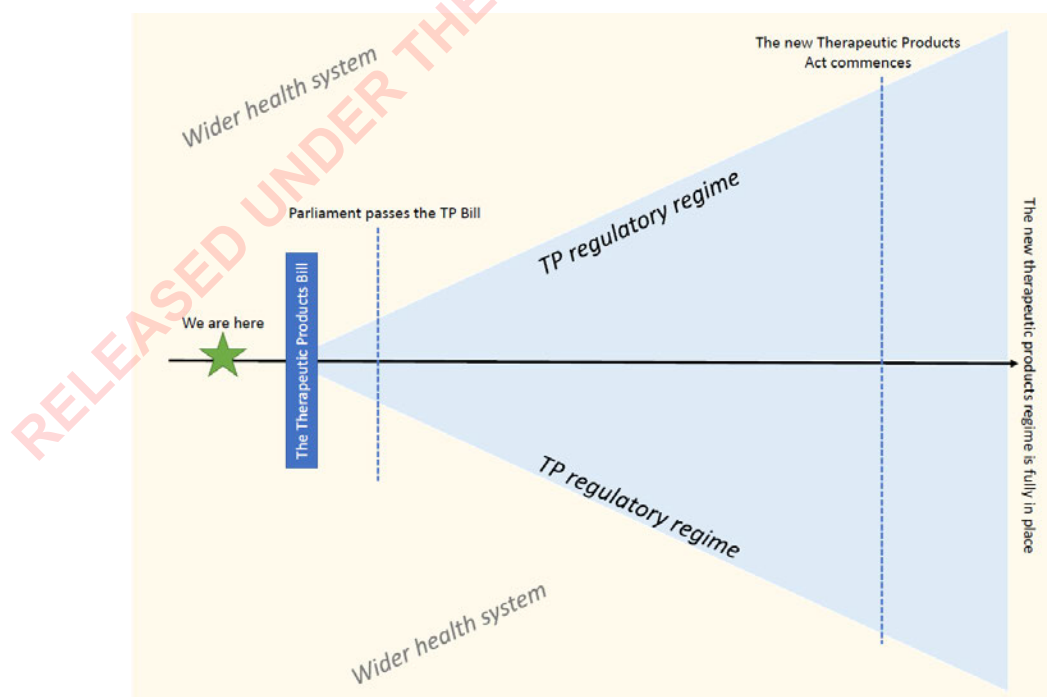 RELEASED UNDER THE
Wider health system
The new Therapeutic Products
Act commences
TP regulatory regime
Parliament passes the TP Bill
The Therapeutic Products Bill
We are here
The new therapeutic products regime is fully in place
TP regulatory regime
Wider health system